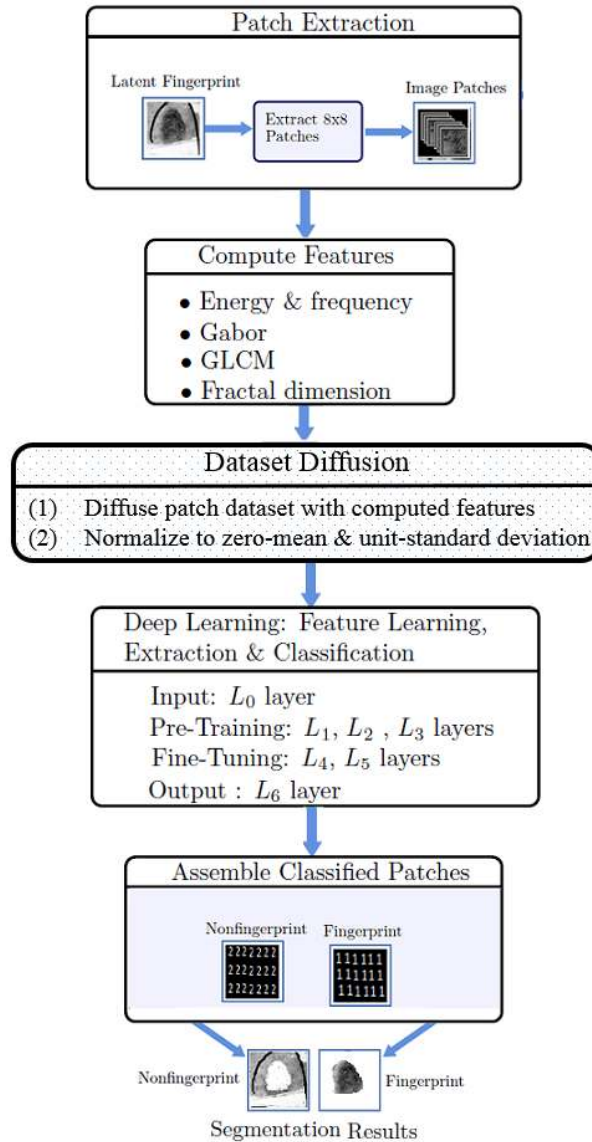 Patch Extraction
Latent Fingerprint
Extract 8x8
Patches
Image Patches
Compute Features
• Energy & frequency
• Gabor
• GLCM
• Fractal dimension
Dataset Diffusion
(1) Diffuse patch dataset with computed features
(2) Normalize to zero-mean & unit-standard deviation
Deep Learning: Feature Learning,
Extraction & Classification
Input: L₀ layer
Pre-Training: L₁, L₂ , L₃ layers
Fine-Tuning: L₄, L₅ layers
Output : L₆ layer
Assemble Classified Patches
Nonfingerprint Fingerprint
2222222 111111
2222222 111111
2222222 111111
Nonfingerprint Fingerprint
Segmentation Results